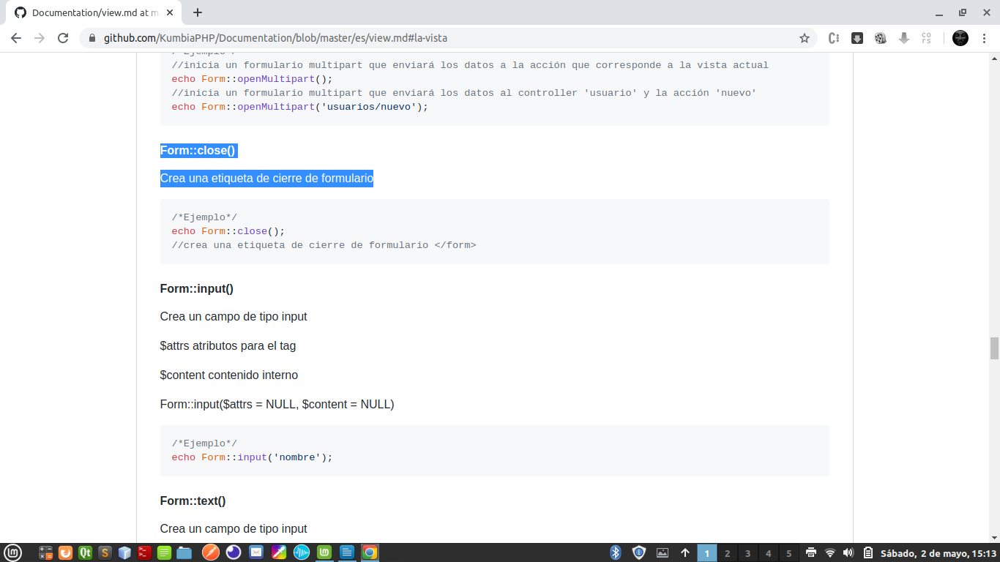 Documentation/view.md at m
github.com/KumbiaPHP/Documentation/blob/master/es/view.md#la-vista
/*Ejemplo*/
//inicia un formulario multipart que enviará los datos a la acción que corresponde a la vista actual
echo Form::openMultipart();
//inicia un formulario multipart que enviará los datos al controller 'usuario' y la acción 'nuevo'
echo Form::openMultipart('usuarios/nuevo');
Form::close()
Crea una etiqueta de cierre de formulario
/*Ejemplo*/
echo Form::close();
//crea una etiqueta de cierre de formulario </form>
Form::input()
Crea un campo de tipo input
$attrs atributos para el tag
$content contenido interno
Form::input($attrs = NULL, $content = NULL)
/*Ejemplo*/
echo Form::input('nombre');
Form::text()
Crea un campo de tipo input
1 2 3 4 5 Sábado, 2 de mayo, 15:13